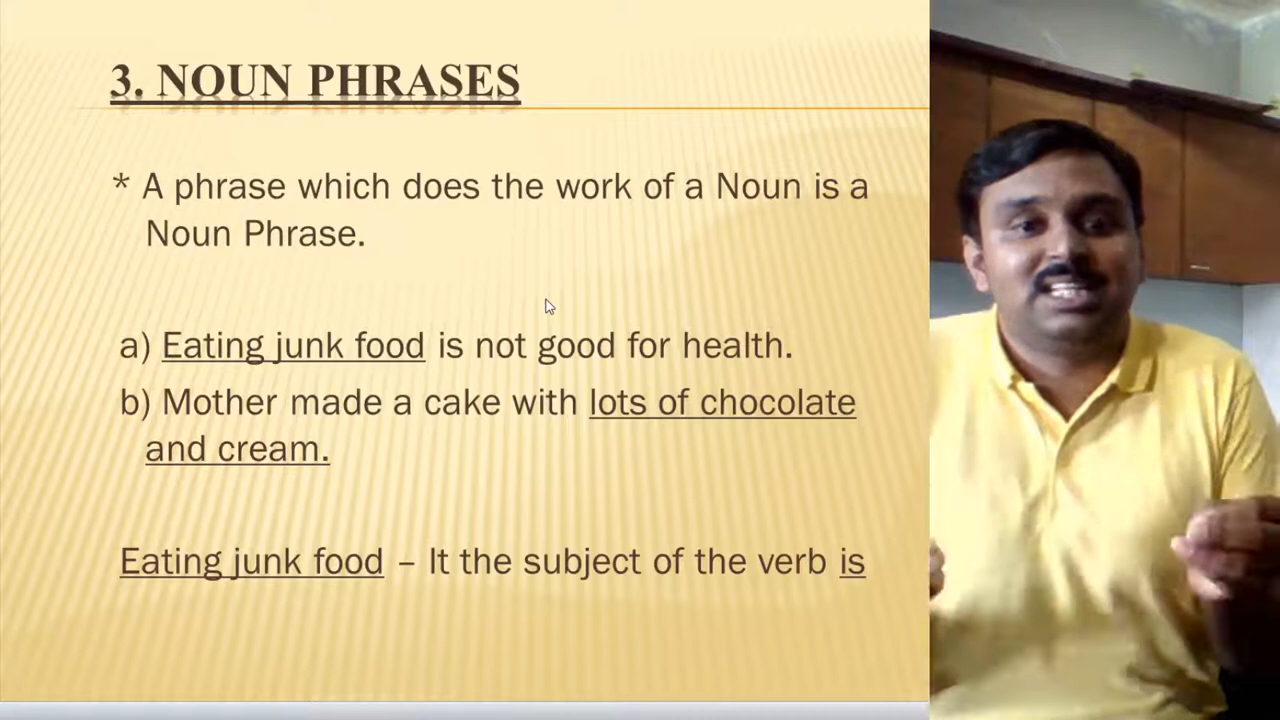 3. NOUN PHRASES
* A phrase which does the work of a Noun is a
Noun Phrase.
a) Eating junk food is not good for health.
b) Mother made a cake with lots of chocolate
and cream.
Eating junk food – It the subject of the verb is